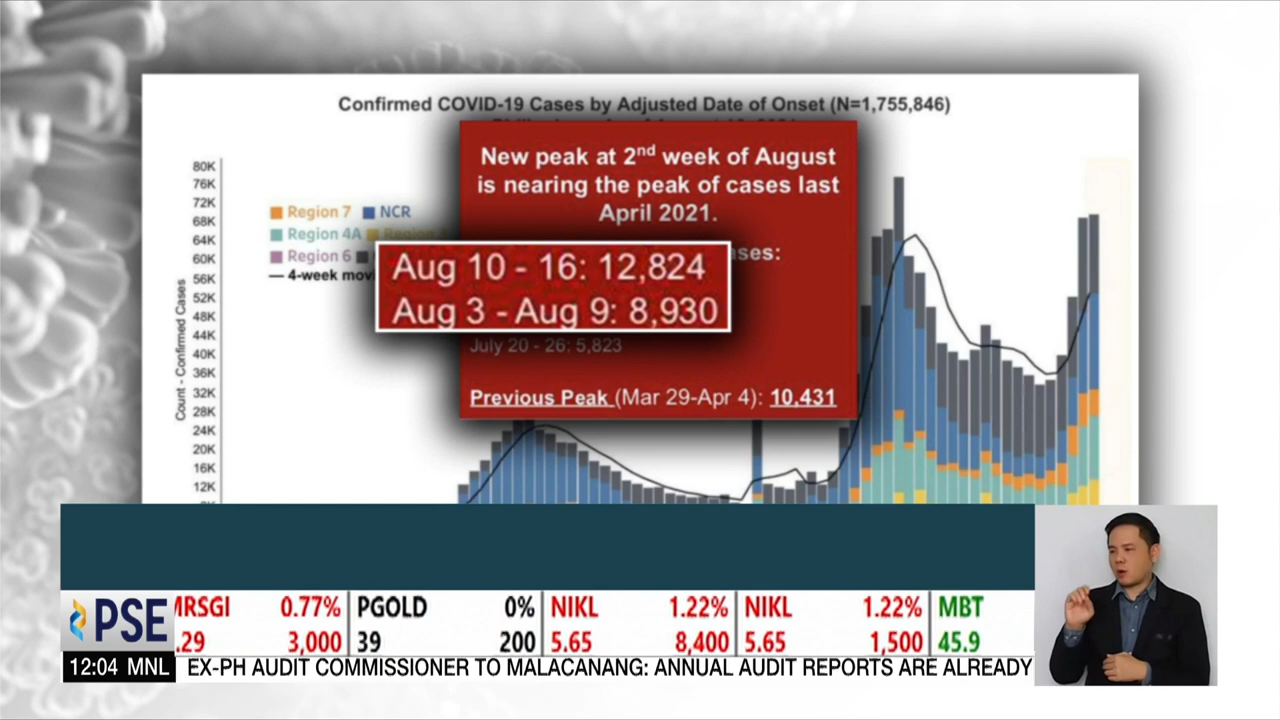 Confirmed COVID-19 Cases by Adjusted Date of Onset (N=1,755,846)
New peak at 2nd week of August
is nearing the peak of cases last
April 2021.
ases:
Aug 10 - 16: 12,824
Aug 3 - Aug 9: 8,930
July 20 - 26: 5,823
Previous Peak (Mar 29-Apr 4): 10,431
Count - Confirmed Cases
80K
76K
72K
68K
64K
60K
56K
52K
48K
44K
40K
36K
32K
28K
24K
20K
16K
12K
Region 7 NCR
Region 4A
Region 6
4-week movi
PSE
MRSGI 0.77% PGOLD 0% NIKL 1.22% NIKL 1.22% MBT
.29 3,000 39 200 5.65 8,400 5.65 1,500 45.9
12:04 MNL EX-PH AUDIT COMMISSIONER TO MALACANANG: ANNUAL AUDIT REPORTS ARE ALREADY